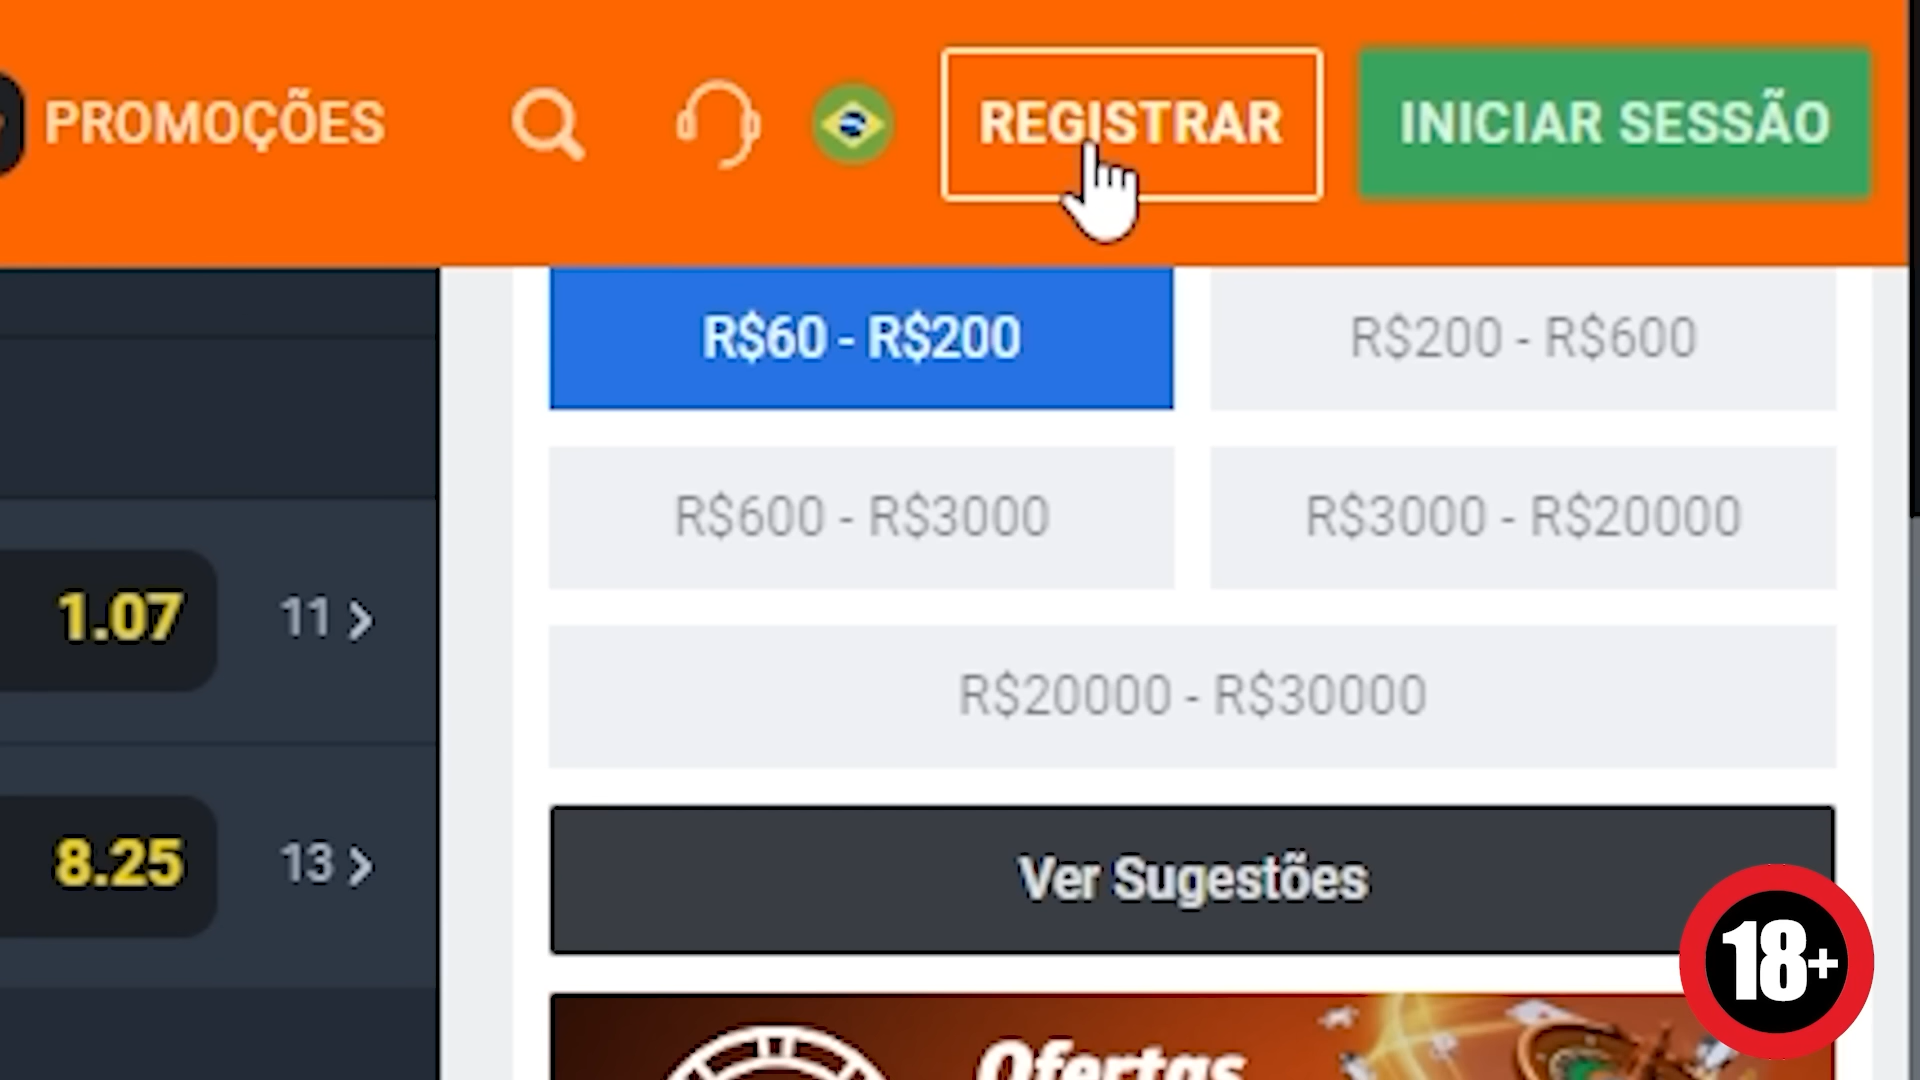 PROMOÇÕES
REGISTRAR
INICIAR SESSÃO
R$60 - R$200
R$200 - R$600
R$600 - R$3000
R$3000 - R$20000
R$20000 - R$30000
1.07
11
8.25
13
Ver Sugestões
18+
Ofertas